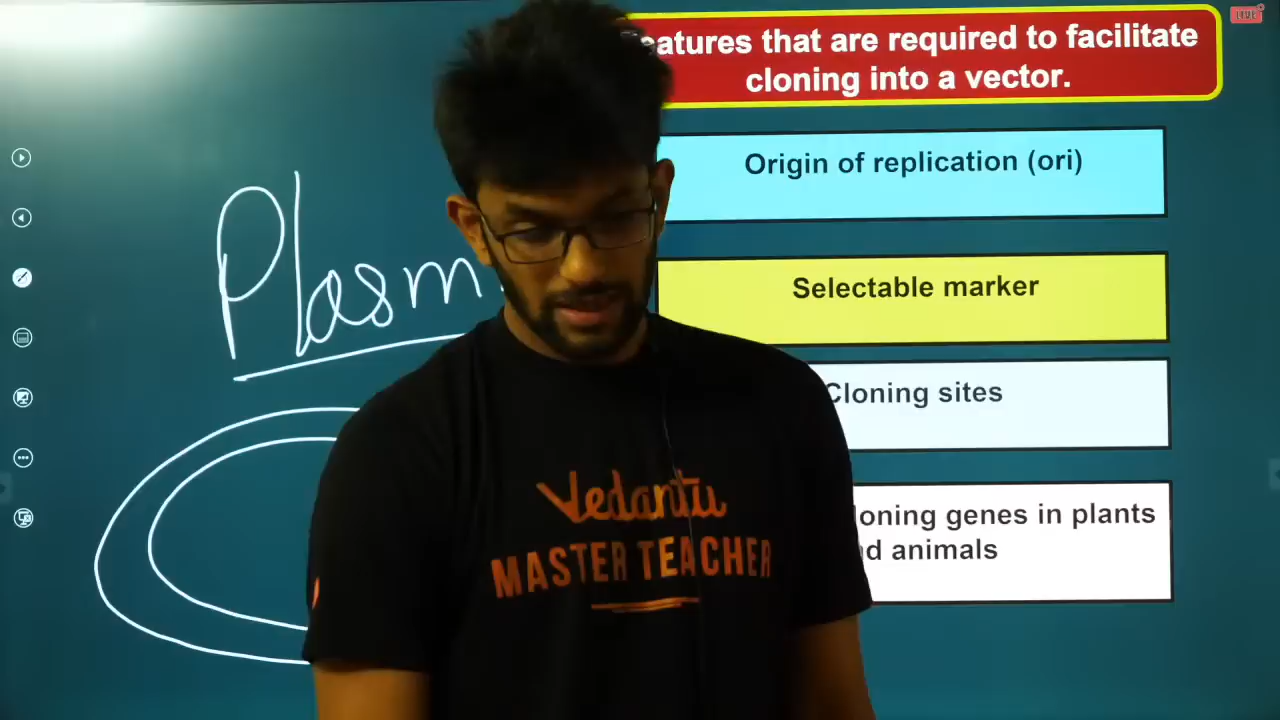 eatures that are required to facilitate
cloning into a vector.
LIVE
Origin of replication (ori)
Plasm
Selectable marker
Cloning sites
loning genes in plants
d animals
Vedantu
MASTER TEACHER